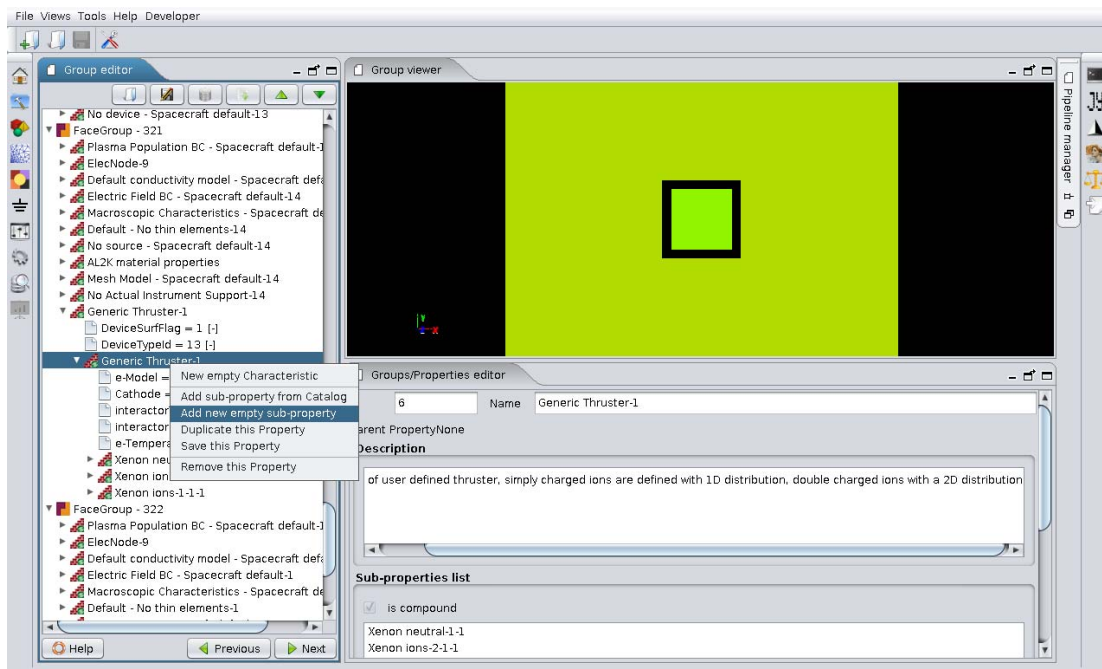 File Views Tools Help Developer
Group editor
No device - Spacecraft default-13
FaceGroup - 321
Plasma Population BC - Spacecraft default-1
ElecNode-9
Default conductivity model - Spacecraft defa
Electric Field BC - Spacecraft default-14
Macroscopic Characteristics - Spacecraft de
Default - No thin elements-14
No source - Spacecraft default-14
AL2K material properties
Mesh Model - Spacecraft default-14
No Actual Instrument Support-14
Generic Thruster-1
DeviceSurfFlag = 1 [-]
DeviceTypeId = 13 [-]
Generic Thruster-1
e-Model =
Cathode =
interactor
interactor
e-Tempera
Xenon neu
Xenon ion
Xenon ions-1-1-1
FaceGroup - 322
Plasma Population BC - Spacecraft default-1
ElecNode-9
Default conductivity model - Spacecraft defa
Electric Field BC - Spacecraft default-1
Macroscopic Characteristics - Spacecraft de
Default - No thin elements-1
Help
Previous
Next
New empty Characteristic
Add sub-property from Catalog
Add new empty sub-property
Duplicate this Property
Save this Property
Remove this Property
Group viewer
Y
X
Pipeline manager
Groups/Properties editor
6 Name Generic Thruster-1
arent PropertyNone
Description
of user defined thruster, simply charged ions are defined with 1D distribution, double charged ions with a 2D distribution
Sub-properties list
is compound
Xenon neutral-1-1
Xenon ions-2-1-1